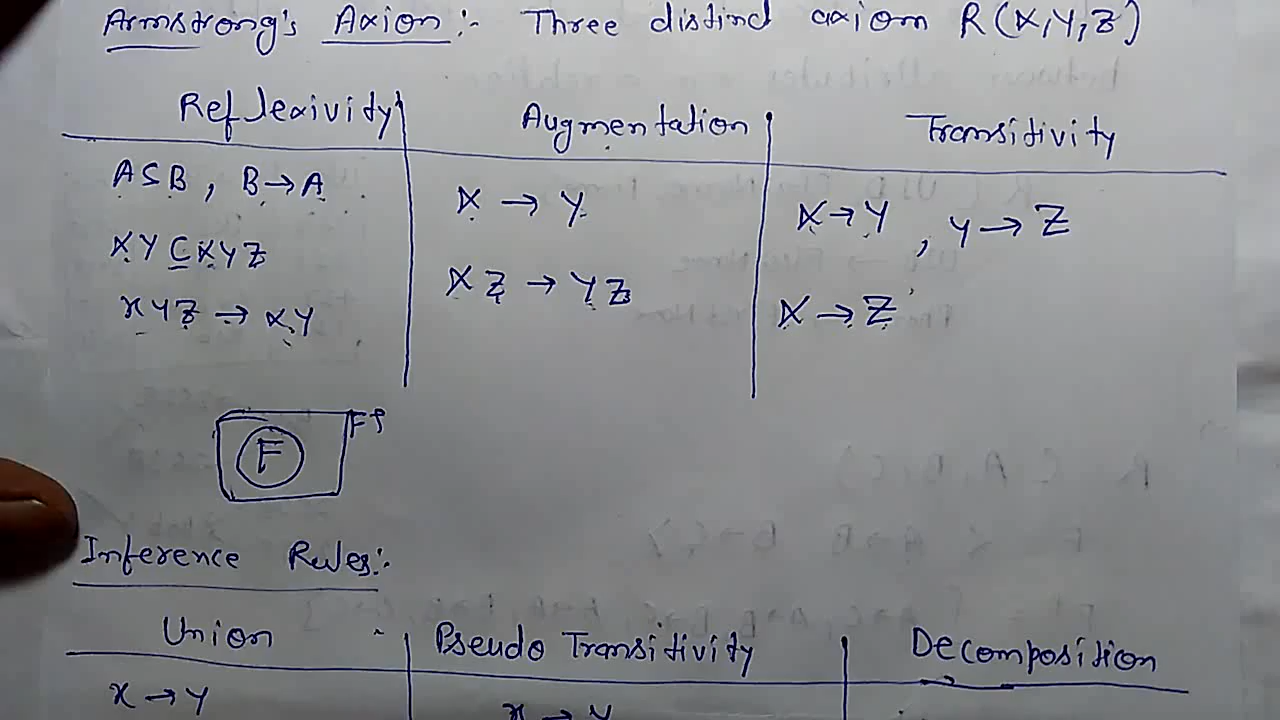 Armstrong's Axion :- Three distinct axiom R(X,Y,Z)
Reflexivity Augmentation Transitivity
A ⊆ B , B → A
XY ⊆ XYZ
XYZ → XY
X → Y
XZ → YZ
X → Y , Y → Z
X → Z
F
Inference Rules:-
Union Pseudo Transitivity Decomposition
X → Y
X → Y